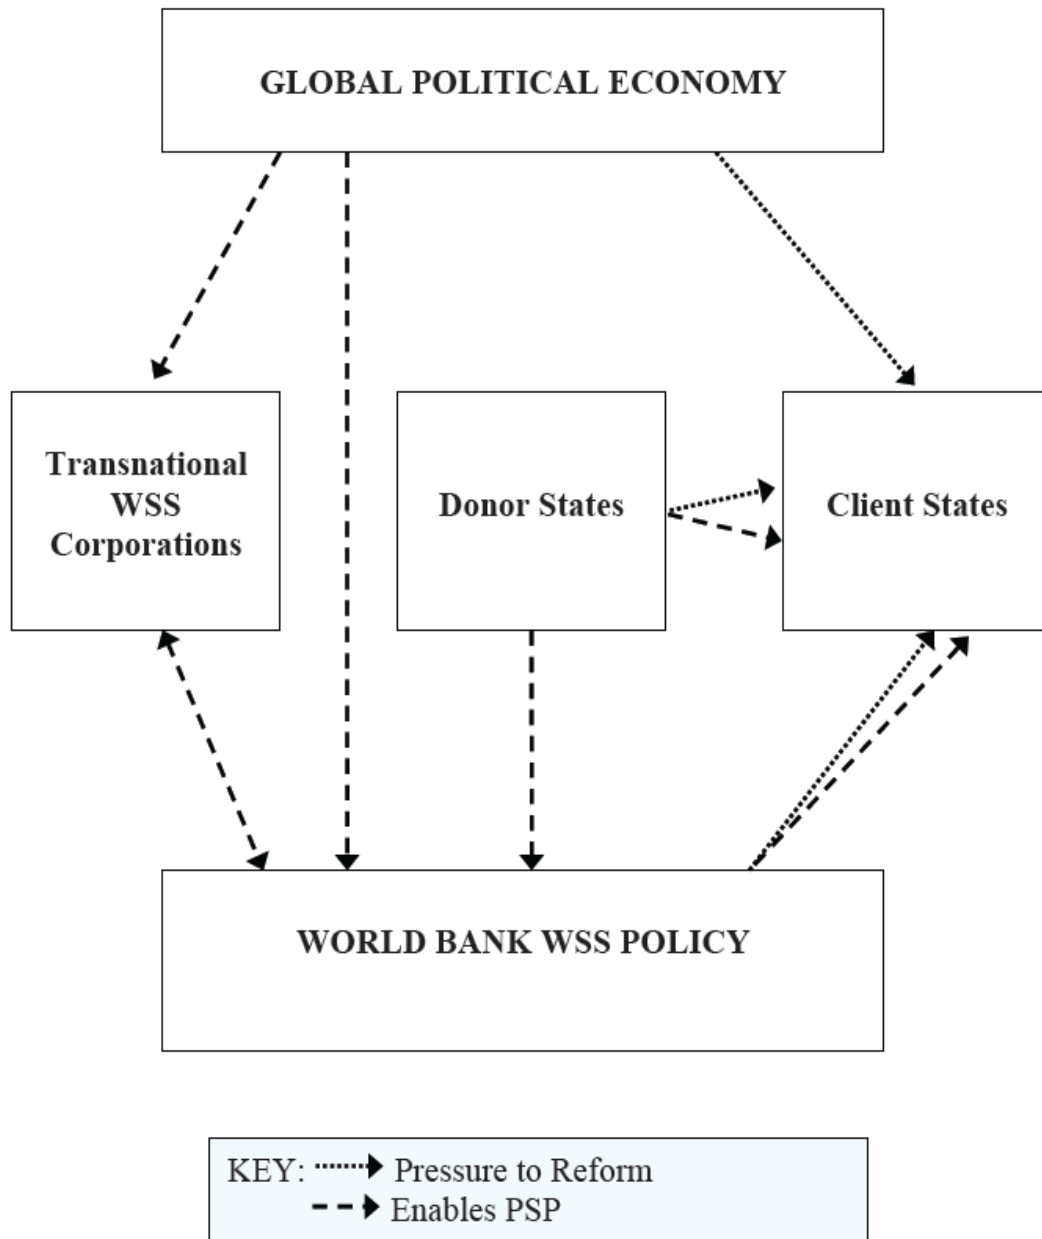 GLOBAL POLITICAL ECONOMY
Transnational
WSS
Corporations
Donor States
Client States
WORLD BANK WSS POLICY
KEY: Pressure to Reform
Enables PSP